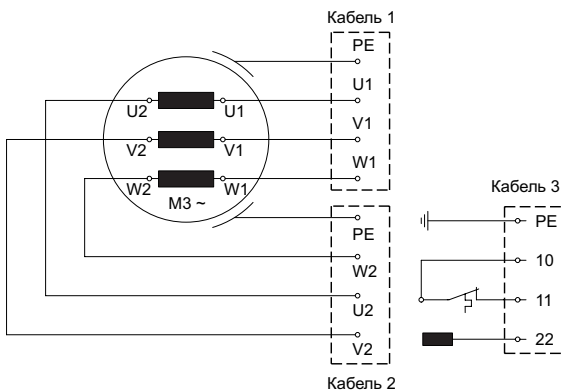 Кабель 1
PE
U1
V1
W1
U2 U1
V2 V1
W2 W1
M3 ~
PE
W2
U2
V2
Кабель 2
Кабель 3
PE
10
11
22